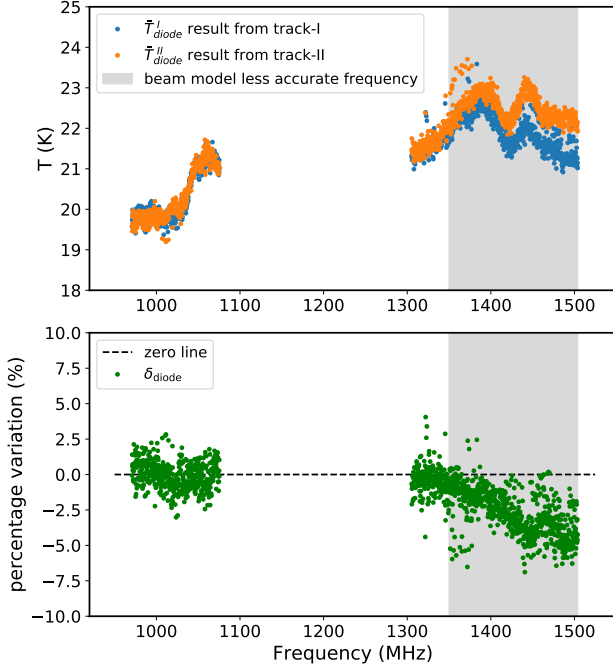 25
24
23
22
21
20
19
18
T (K)
T̄ᴵdiode result from track-I
T̄ᴵᴵdiode result from track-II
beam model less accurate frequency
1000 1100 1200 1300 1400 1500
10.0
7.5
5.0
2.5
0.0
−2.5
−5.0
−7.5
−10.0
percentage variation (%)
zero line
δdiode
1000 1100 1200 1300 1400 1500
Frequency (MHz)